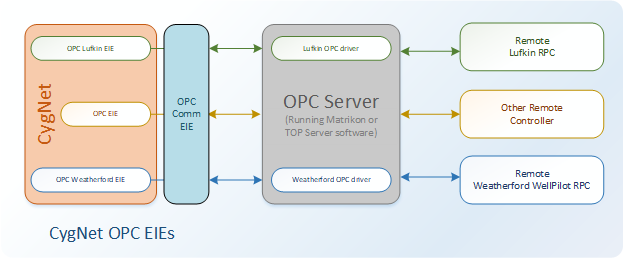 CygNet
OPC Lufkin EIE
OPC EIE
OPC Weatherford EIE
OPC
Comm
EIE
Lufkin OPC driver
OPC Server
(Running Matrikon or
TOP Server software)
Weatherford OPC driver
Remote
Lufkin RPC
Other Remote
Controller
Remote
Weatherford WellPilot RPC
CygNet OPC EIEs